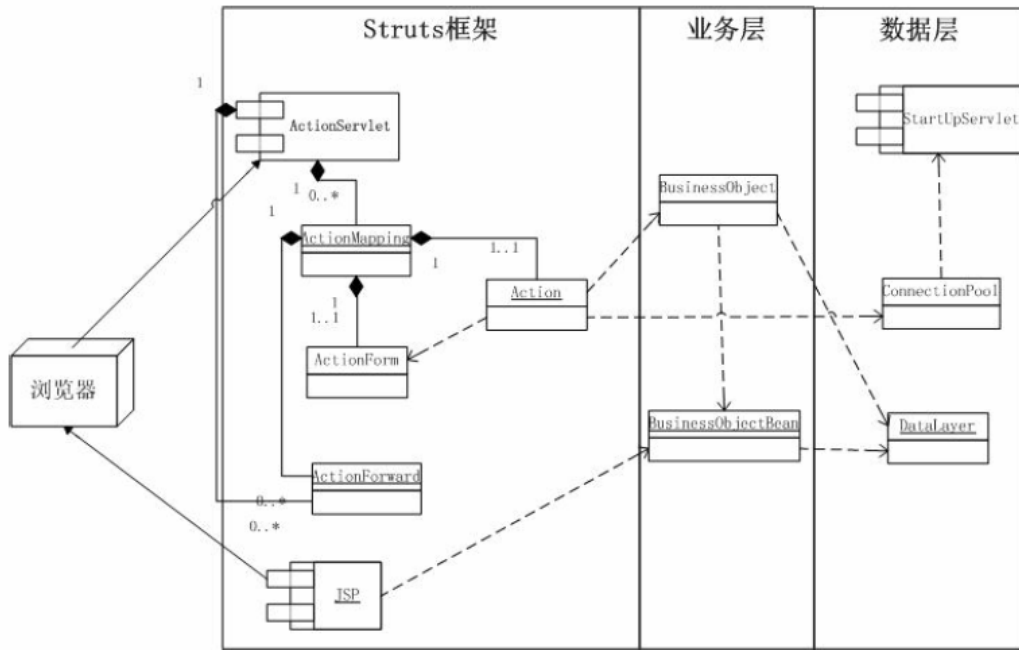 Struts框架
业务层
数据层
1
ActionServlet
StartUpServlet
1
0..*
BusinessObject
1
ActionMapping
1..1
1
Action
ConnectionPool
1
1..1
ActionForm
浏览器
BusinessObjectBean
DataLayer
ActionForward
0..*
0..*
JSP